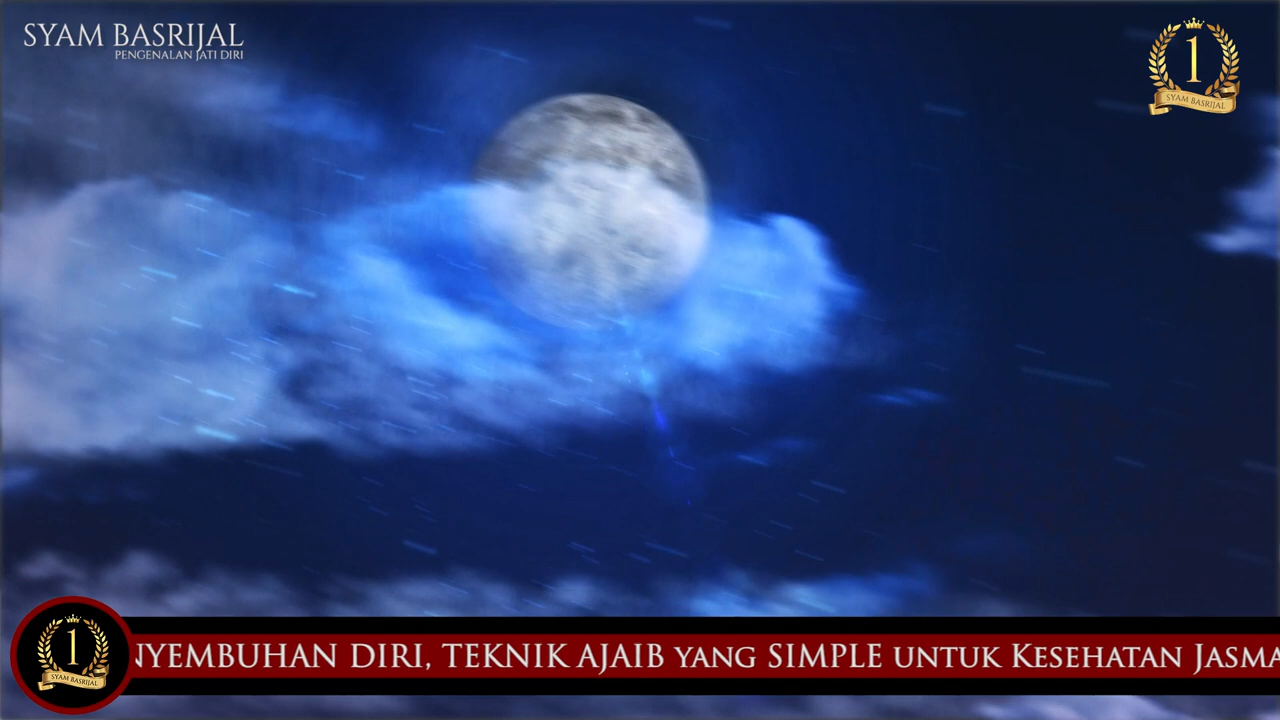 SYAM BASRIJAL
PENGENALAN JATI DIRI
1
SYAM BASRIJAL
1
SYAM BASRIJAL
NYEMBUHAN DIRI, TEKNIK AJAIB YANG SIMPLE UNTUK KESEHATAN JASMA